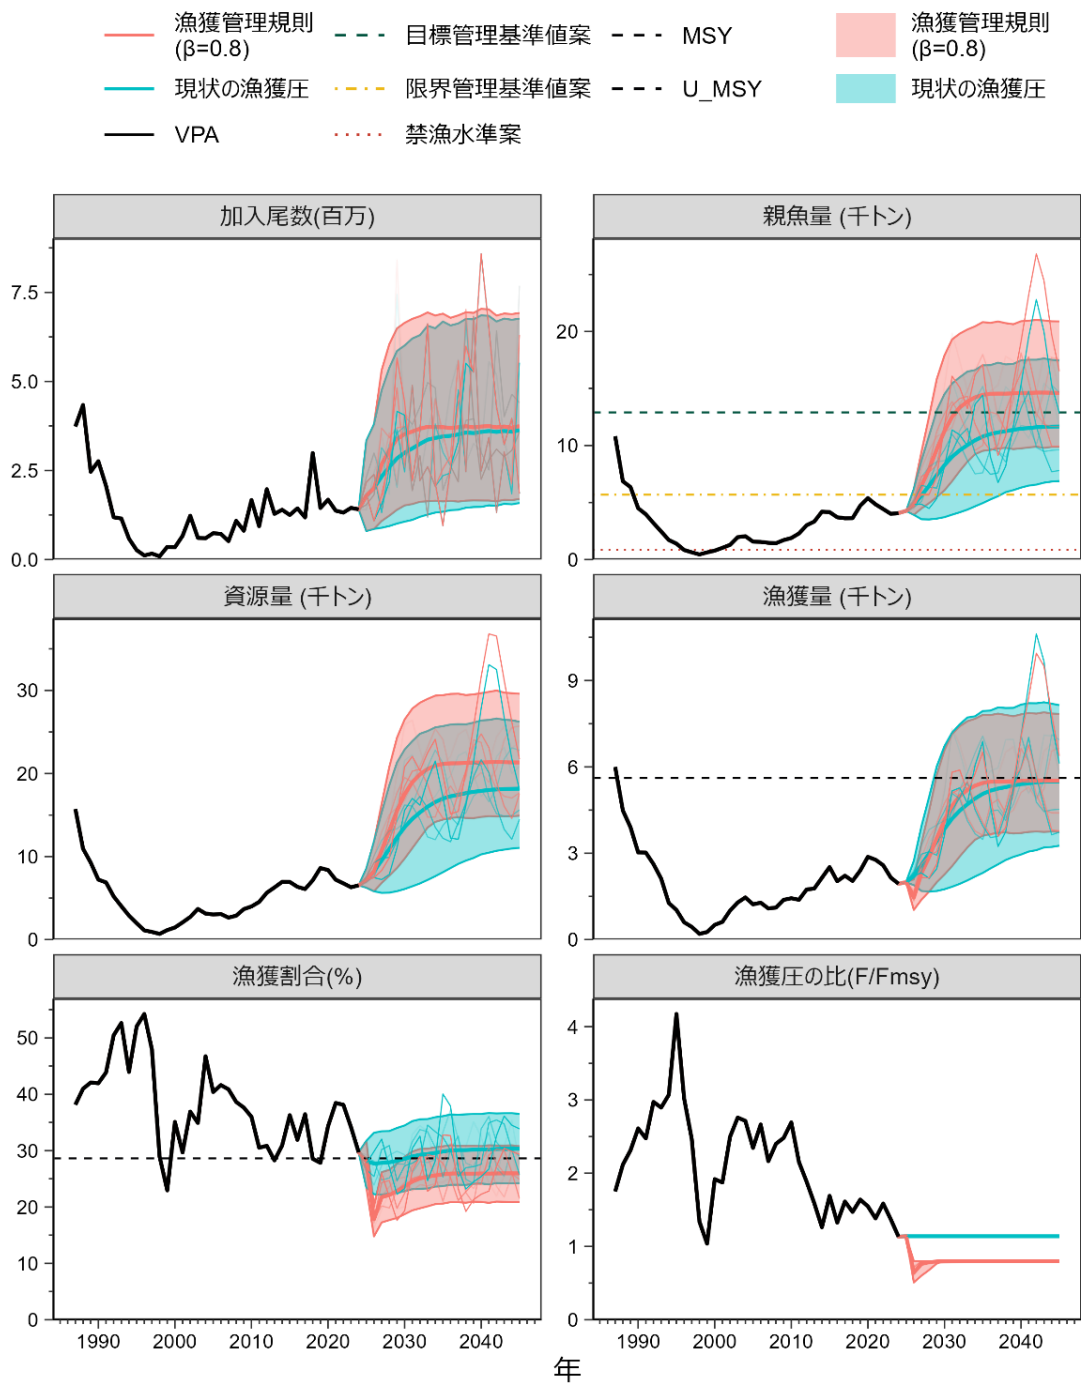 漁獲管理規則
(β=0.8)
目標管理基準値案
MSY
漁獲管理規則
(β=0.8)
現状の漁獲圧
限界管理基準値案
U_MSY
現状の漁獲圧
VPA
禁漁水準案
加入尾数(百万)
親魚量 (千トン)
7.5
5.0
2.5
0.0
20
10
0
資源量 (千トン)
漁獲量 (千トン)
30
20
10
0
9
6
3
0
漁獲割合(%)
漁獲圧の比(F/Fmsy)
50
40
30
20
10
0
4
3
2
1
0
1990 2000 2010 2020 2030 2040
1990 2000 2010 2020 2030 2040
年